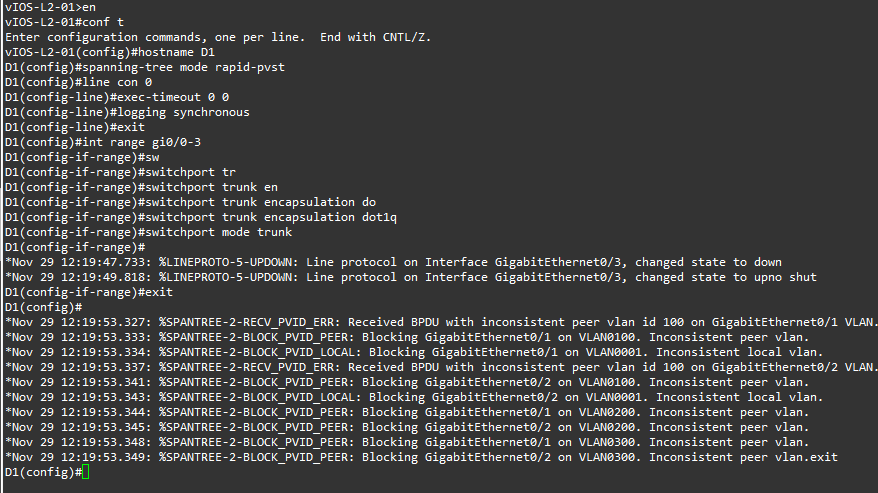 vIOS-L2-01>en
vIOS-L2-01#conf t
Enter configuration commands, one per line.  End with CNTL/Z.
vIOS-L2-01(config)#hostname D1
D1(config)#spanning-tree mode rapid-pvst
D1(config)#line con 0
D1(config-line)#exec-timeout 0 0
D1(config-line)#logging synchronous
D1(config-line)#exit
D1(config)#int range gi0/0-3
D1(config-if-range)#sw
D1(config-if-range)#switchport tr
D1(config-if-range)#switchport trunk en
D1(config-if-range)#switchport trunk encapsulation do
D1(config-if-range)#switchport trunk encapsulation dot1q
D1(config-if-range)#switchport mode trunk
D1(config-if-range)#
*Nov 29 12:19:47.733: %LINEPROTO-5-UPDOWN: Line protocol on Interface GigabitEthernet0/3, changed state to down
*Nov 29 12:19:49.818: %LINEPROTO-5-UPDOWN: Line protocol on Interface GigabitEthernet0/3, changed state to upno shut
D1(config-if-range)#exit
D1(config)#
*Nov 29 12:19:53.327: %SPANTREE-2-RECV_PVID_ERR: Received BPDU with inconsistent peer vlan id 100 on GigabitEthernet0/1 VLAN.
*Nov 29 12:19:53.333: %SPANTREE-2-BLOCK_PVID_PEER: Blocking GigabitEthernet0/1 on VLAN0100. Inconsistent peer vlan.
*Nov 29 12:19:53.334: %SPANTREE-2-BLOCK_PVID_LOCAL: Blocking GigabitEthernet0/1 on VLAN0001. Inconsistent local vlan.
*Nov 29 12:19:53.337: %SPANTREE-2-RECV_PVID_ERR: Received BPDU with inconsistent peer vlan id 100 on GigabitEthernet0/2 VLAN.
*Nov 29 12:19:53.341: %SPANTREE-2-BLOCK_PVID_PEER: Blocking GigabitEthernet0/2 on VLAN0100. Inconsistent peer vlan.
*Nov 29 12:19:53.343: %SPANTREE-2-BLOCK_PVID_LOCAL: Blocking GigabitEthernet0/2 on VLAN0001. Inconsistent local vlan.
*Nov 29 12:19:53.344: %SPANTREE-2-BLOCK_PVID_PEER: Blocking GigabitEthernet0/1 on VLAN0200. Inconsistent peer vlan.
*Nov 29 12:19:53.345: %SPANTREE-2-BLOCK_PVID_PEER: Blocking GigabitEthernet0/2 on VLAN0200. Inconsistent peer vlan.
*Nov 29 12:19:53.348: %SPANTREE-2-BLOCK_PVID_PEER: Blocking GigabitEthernet0/1 on VLAN0300. Inconsistent peer vlan.
*Nov 29 12:19:53.349: %SPANTREE-2-BLOCK_PVID_PEER: Blocking GigabitEthernet0/2 on VLAN0300. Inconsistent peer vlan.exit
D1(config)#